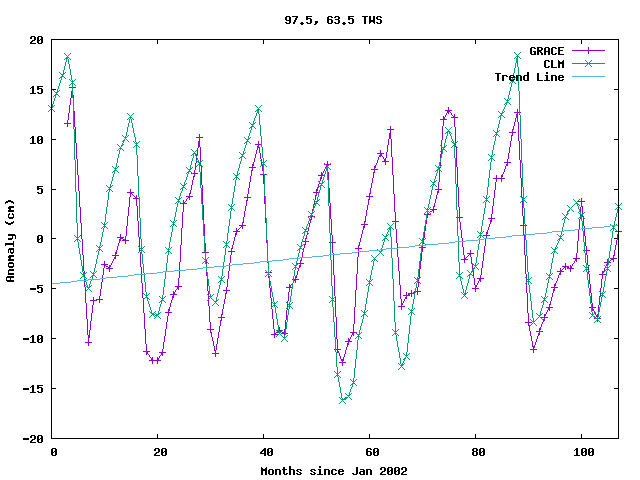 97.5, 63.5 TWS
GRACE
CLM
Trend Line
20
15
10
5
0
-5
-10
-15
-20
Anomaly (cm)
0 20 40 60 80 100
Months since Jan 2002